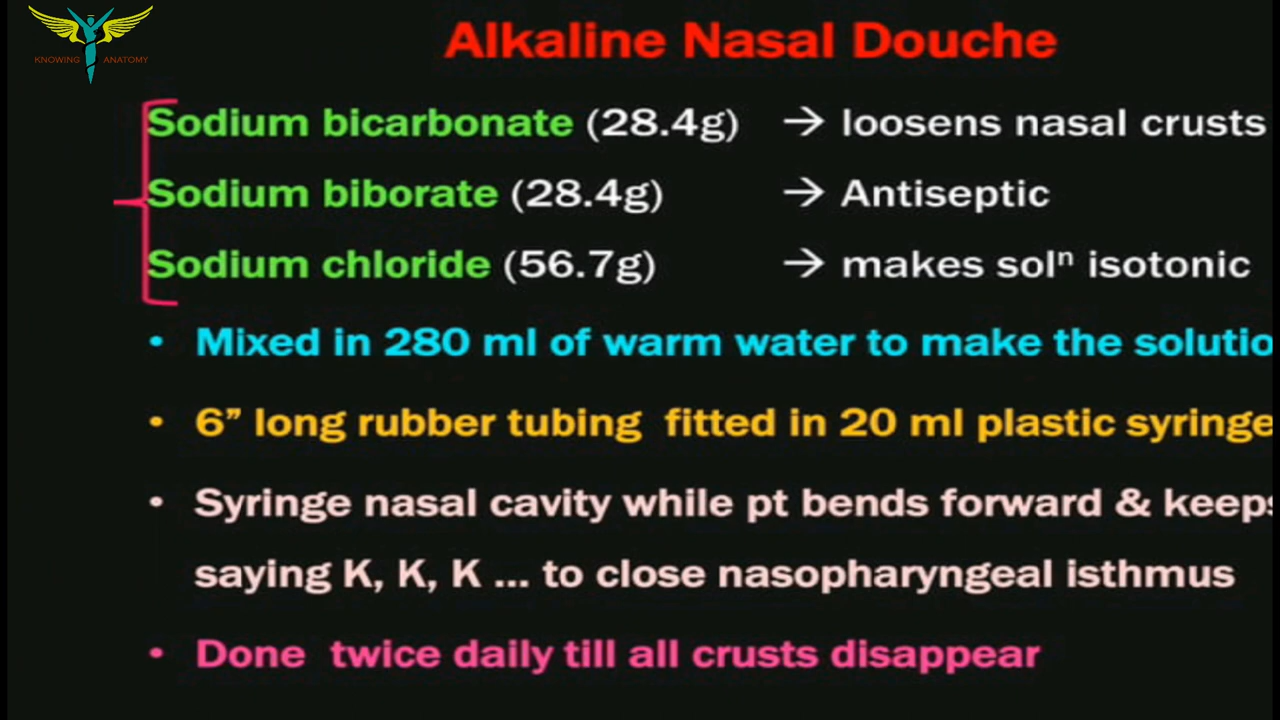 KNOWING ANATOMY
Alkaline Nasal Douche
Sodium bicarbonate (28.4g) → loosens nasal crusts
Sodium biborate (28.4g) → Antiseptic
Sodium chloride (56.7g) → makes solⁿ isotonic
• Mixed in 280 ml of warm water to make the solutio
• 6” long rubber tubing fitted in 20 ml plastic syringe
• Syringe nasal cavity while pt bends forward & keeps
saying K, K, K ... to close nasopharyngeal isthmus
• Done twice daily till all crusts disappear